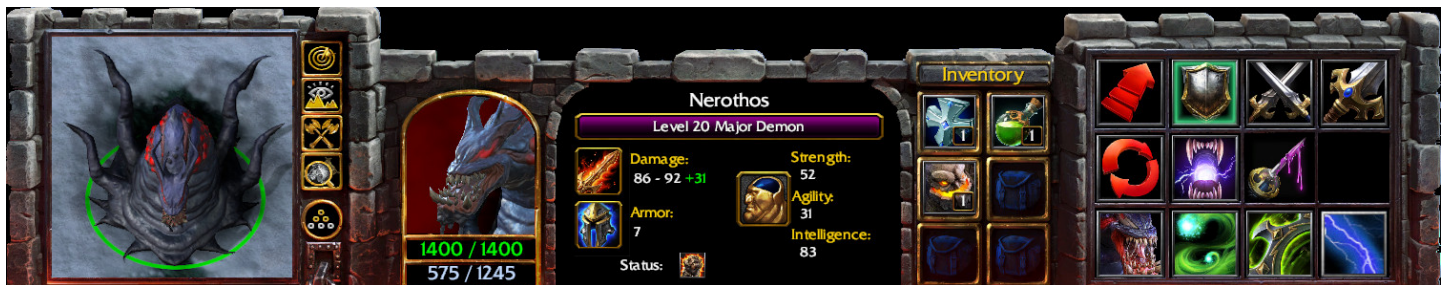 1400 / 1400
575 / 1245
Nerothos
Level 20 Major Demon
Damage:
86 - 92 +31
Armor:
7
Status:
Strength:
52
Agility:
31
Intelligence:
83
Inventory
1
1
1